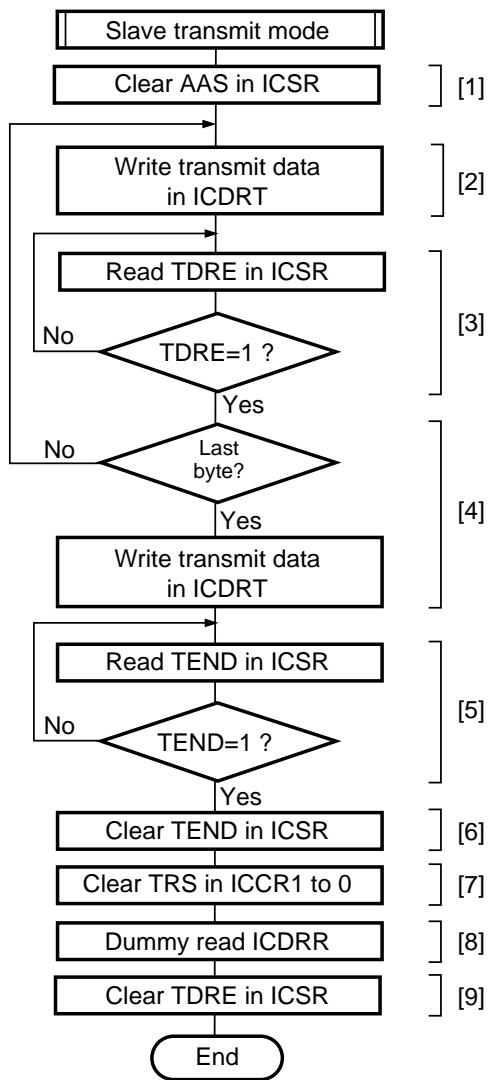 Slave transmit mode
Clear AAS in ICSR
[1]
Write transmit data
in ICDRT
[2]
Read TDRE in ICSR
[3]
No
TDRE=1 ?
Yes
No
Last
byte?
[4]
Yes
Write transmit data
in ICDRT
Read TEND in ICSR
[5]
No
TEND=1 ?
Yes
Clear TEND in ICSR
[6]
Clear TRS in ICCR1 to 0
[7]
Dummy read ICDRR
[8]
Clear TDRE in ICSR
[9]
End